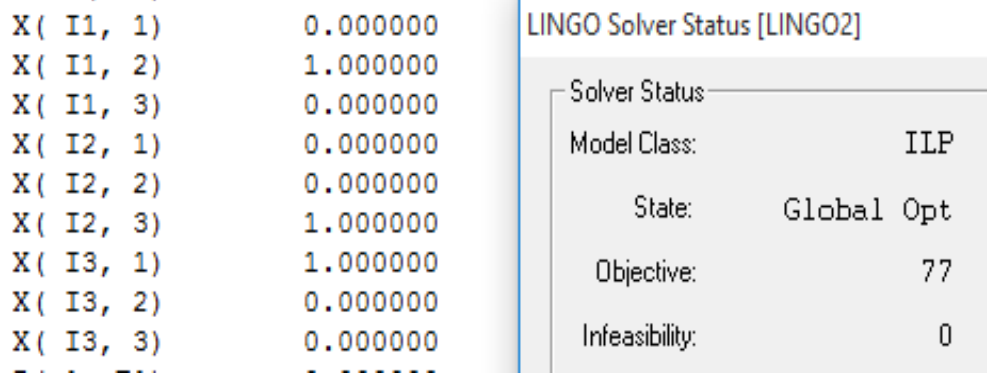 X( I1, 1) 0.000000
X( I1, 2) 1.000000
X( I1, 3) 0.000000
X( I2, 1) 0.000000
X( I2, 2) 0.000000
X( I2, 3) 1.000000
X( I3, 1) 1.000000
X( I3, 2) 0.000000
X( I3, 3) 0.000000
LINGO Solver Status [LINGO2]
Solver Status
Model Class: ILP
State: Global Opt
Objective: 77
Infeasibility: 0